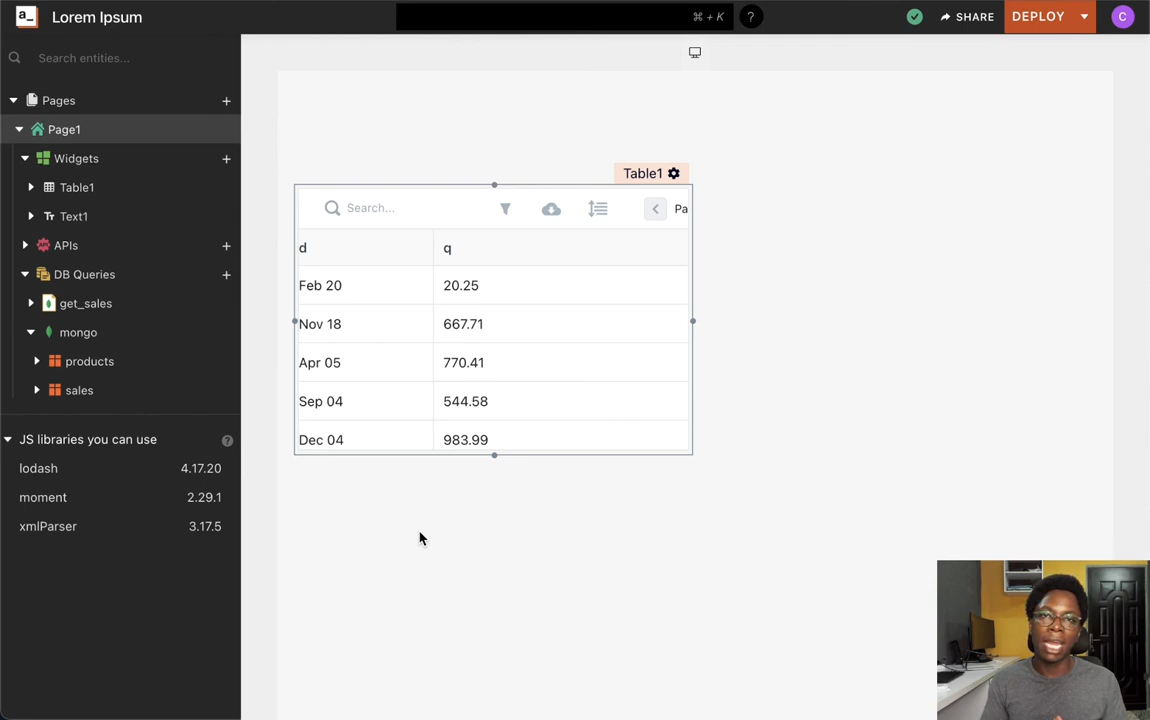 a_ Lorem Ipsum
⌘ + K ?
SHARE
DEPLOY
C
Search entities...
Pages
Page1
Widgets
Table1
Text1
APIs
DB Queries
get_sales
mongo
products
sales
JS libraries you can use ?
lodash 4.17.20
moment 2.29.1
xmlParser 3.17.5
Table1
Search... Pa
d q
Feb 20 20.25
Nov 18 667.71
Apr 05 770.41
Sep 04 544.58
Dec 04 983.99